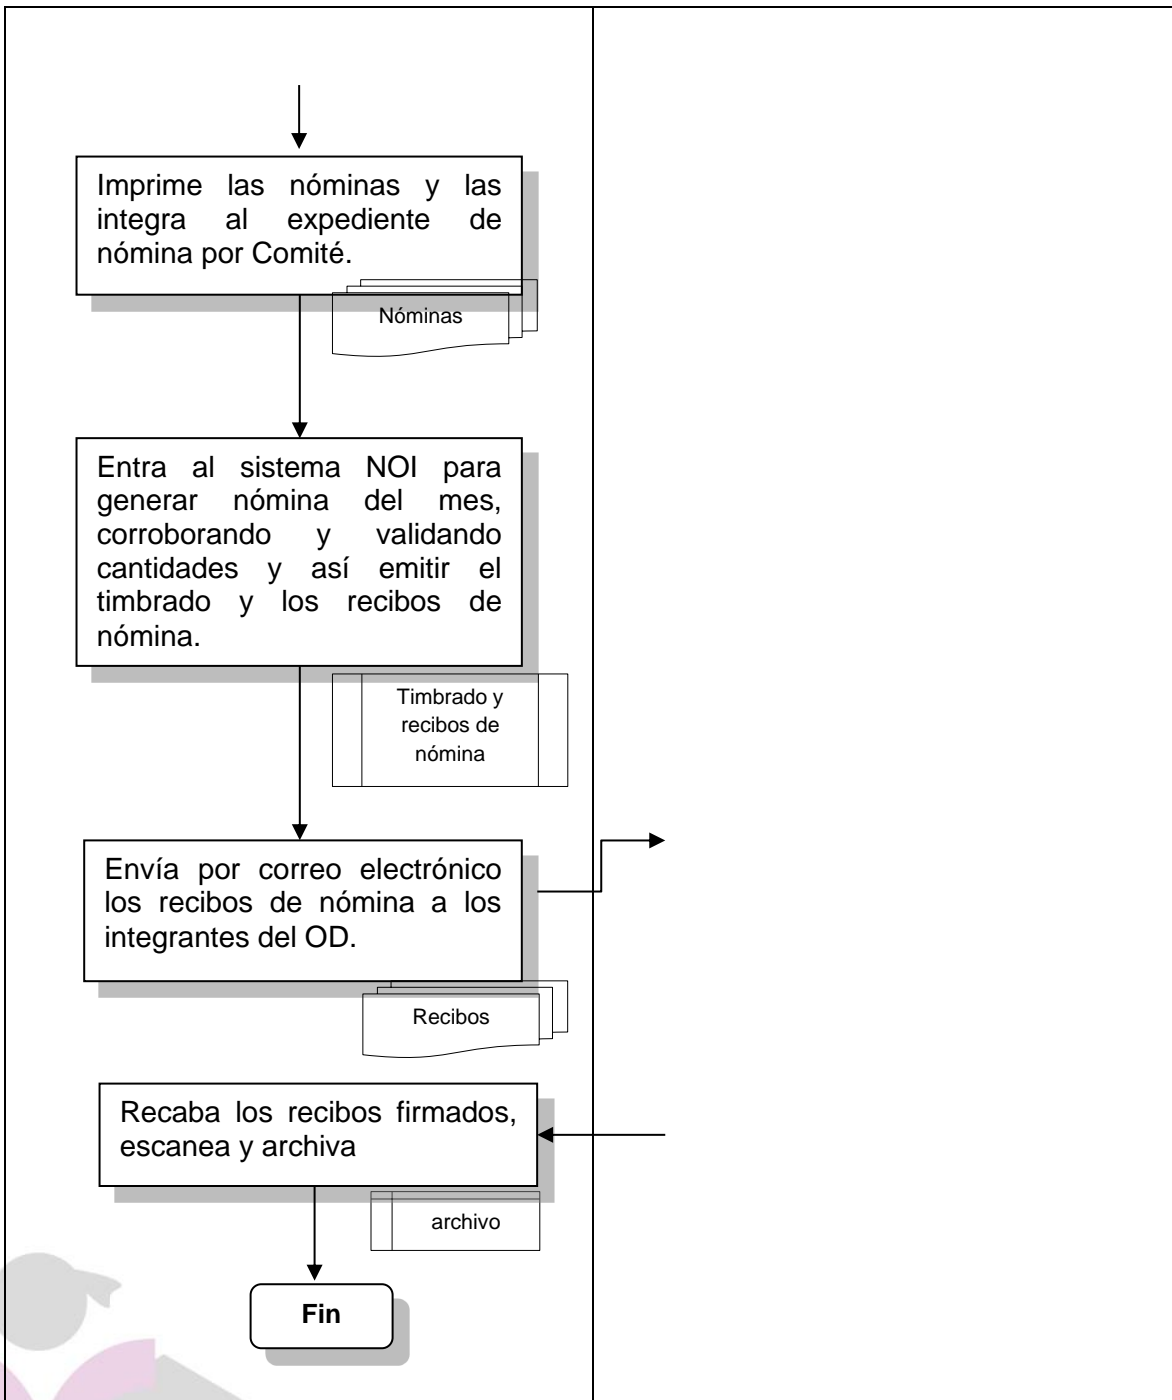 Imprime las nóminas y las
integra al expediente de
nómina por Comité.
Nóminas
Entra al sistema NOI para
generar nómina del mes,
corroborando y validando
cantidades y así emitir el
timbrado y los recibos de
nómina.
Timbrado y
recibos de
nómina
Envía por correo electrónico
los recibos de nómina a los
integrantes del OD.
Recibos
Recaba los recibos firmados,
escanea y archiva
archivo
Fin